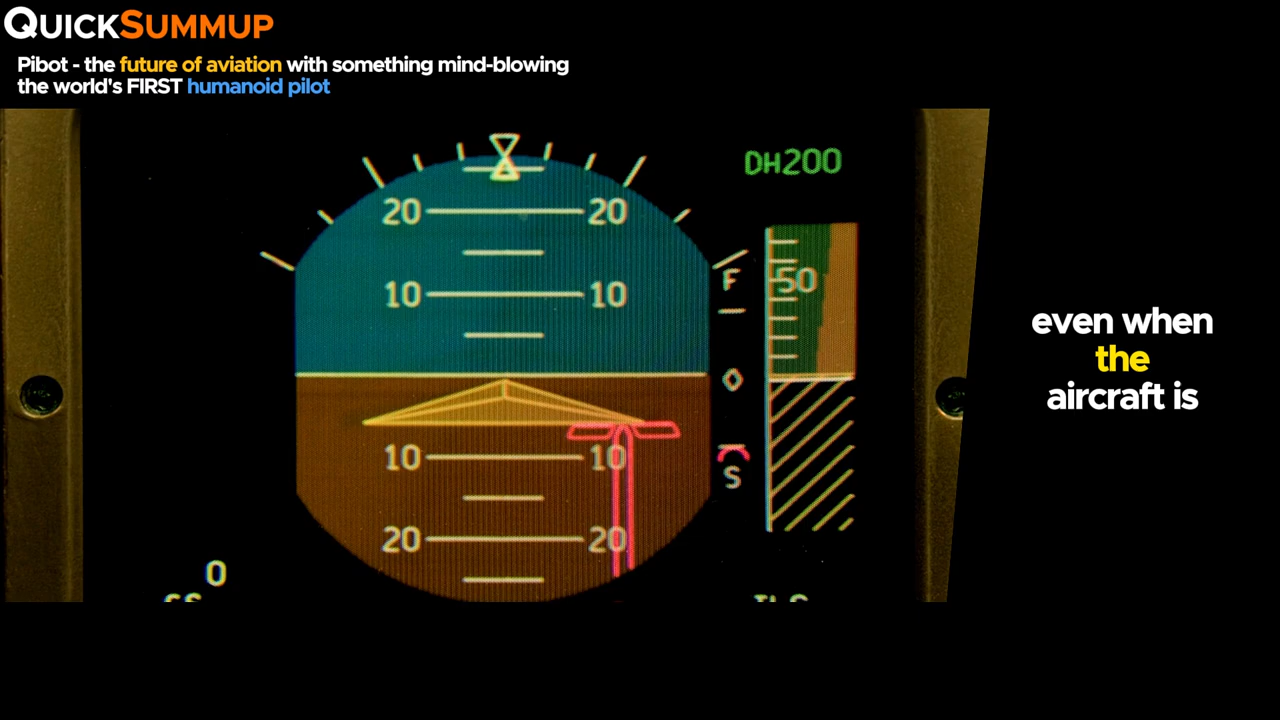 QUICKSUMMUP
Pibot - the future of aviation with something mind-blowing
the world's FIRST humanoid pilot
DH200
20 20
10 10
F
50
even when
the
aircraft is
10 10
S
20 20
0